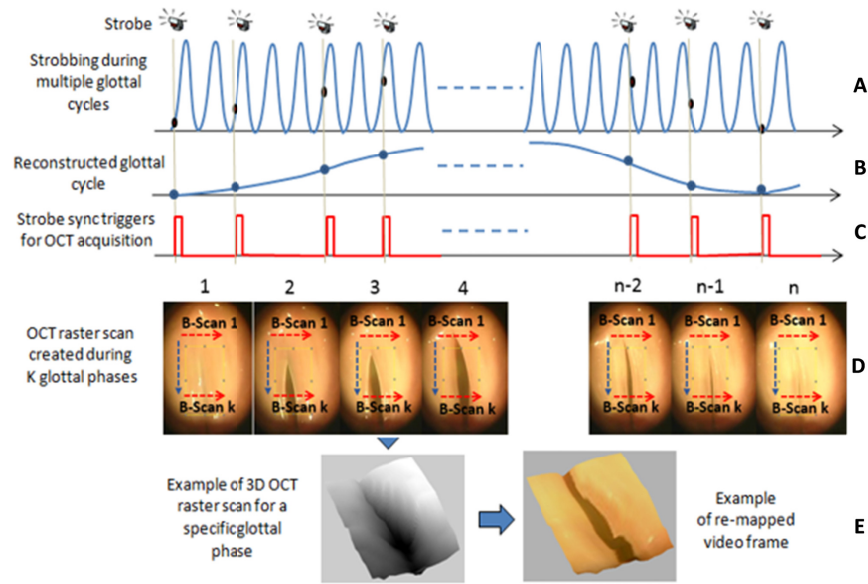 Strobe
Strobbing during
multiple glottal
cycles
A
Reconstructed glottal
cycle
B
Strobe sync triggers
for OCT acquisition
C
1 2 3 4 n-2 n-1 n
OCT raster scan
created during
K glottal phases
B-Scan 1 B-Scan 1 B-Scan 1 B-Scan 1 B-Scan 1 B-Scan 1 B-Scan 1
B-Scan k B-Scan k B-Scan k B-Scan k B-Scan k B-Scan k B-Scan k
D
Example of 3D OCT
raster scan for a
specificglottal
phase
Example
of re-mapped
video frame
E